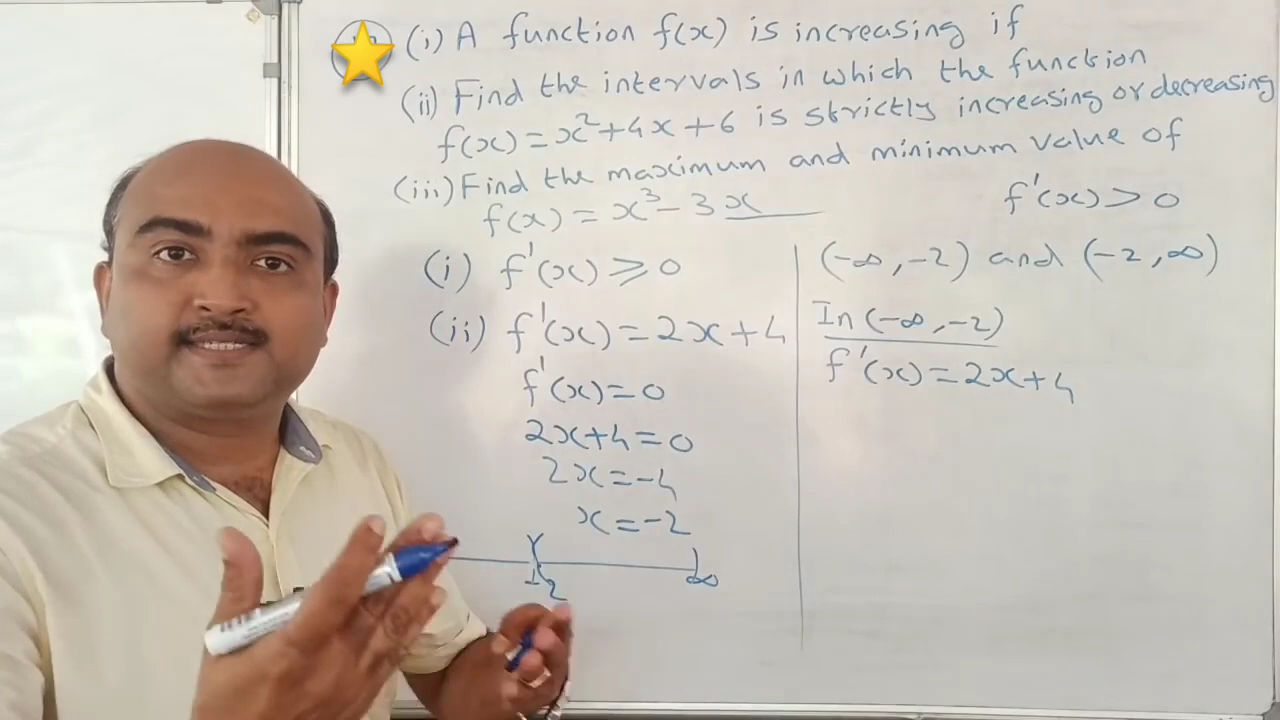 (i) A function f(x) is increasing if
(ii) Find the intervals in which the function
f(x) = x²+4x+6 is strictly increasing or decreasing
(iii) Find the maximum and minimum value of
f(x) = x³-3x
f'(x) > 0
(i) f'(x) ≥ 0
(ii) f'(x) = 2x+4
f'(x) = 0
2x+4 = 0
2x = -4
x = -2
-2 ∞
(-∞, -2) and (-2, ∞)
In (-∞, -2)
f'(x) = 2x+4